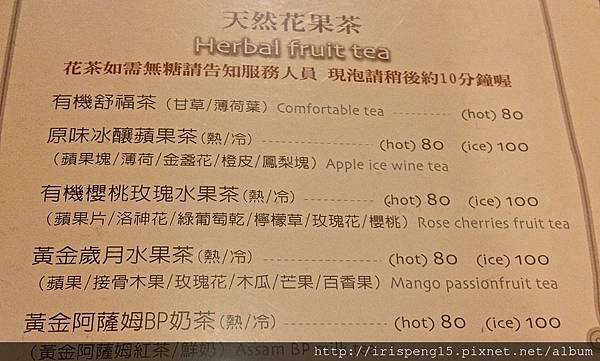 天然花果茶
Herbal fruit tea
花茶如需無糖請告知服務人員 現泡請稍後約10分鐘喔
有機舒福茶 （甘草/薄荷葉）Comfortable tea (hot) 80
原味冰釀蘋果茶(熱/冷) (hot) 80 (ice) 100
（蘋果塊/薄荷/金盞花/橙皮/鳳梨塊）Apple ice wine tea
有機櫻桃玫瑰水果茶(熱/冷) (hot) 80 (ice) 100
（蘋果片/洛神花/綠葡萄乾/檸檬草/玫瑰花/櫻桃）Rose cherries fruit tea
黃金歲月水果茶(熱/冷) (hot) 80 (ice) 100
（蘋果/接骨木果/玫瑰花/木瓜/芒果/百香果）Mango passionfruit tea
黃金阿薩姆BP奶茶(熱/冷) (hot) 80 (ice) 100
（黃金阿薩姆紅茶/鮮奶）Assam BP milk
http://irispeng15.pixnet.net/album